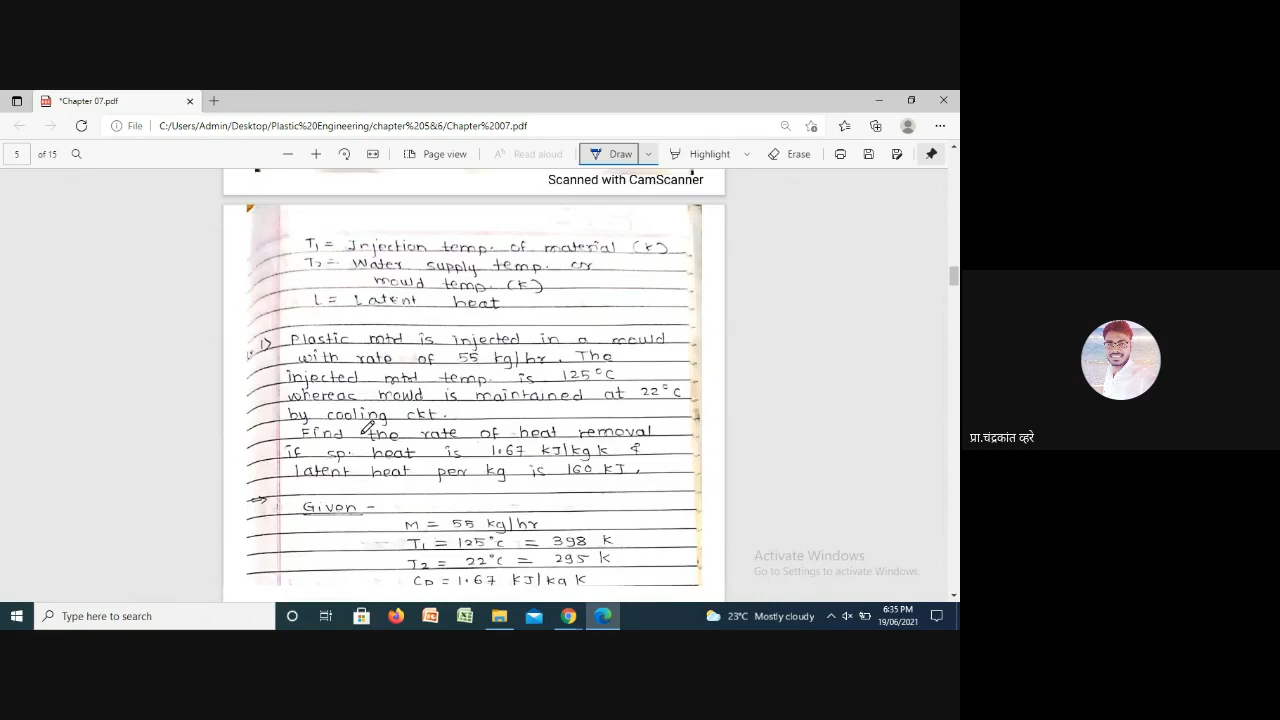 *Chapter 07.pdf
File
C:/Users/Admin/Desktop/Plastic%20Engineering/chapter%205&6/Chapter%2007.pdf
5 of 15
Page view
Read aloud
Draw
Highlight
Erase
Scanned with CamScanner
T1 = Injection temp. of material (K)
T2 = Water supply temp. or
mould temp. (K)
L = Latent heat
1) Plastic mtrl is injected in a mould
with rate of 55 kg/hr. The
injected mtrl temp. is 125°C
whereas mould is maintained at 22°C
by cooling ckt.
Find the rate of heat removal
if sp. heat is 1.67 KJ/kg k &
latent heat per kg is 160 KJ.
⇒ Given -
M = 55 kg/hr
T1 = 125°C = 398 K
T2 = 22°C = 295 K
CP = 1.67 KJ/kg K
Activate Windows
Go to Settings to activate Windows.
प्रा.चंद्रकांत व्हरे
Type here to search
23°C Mostly cloudy
6:35 PM
19/06/2021